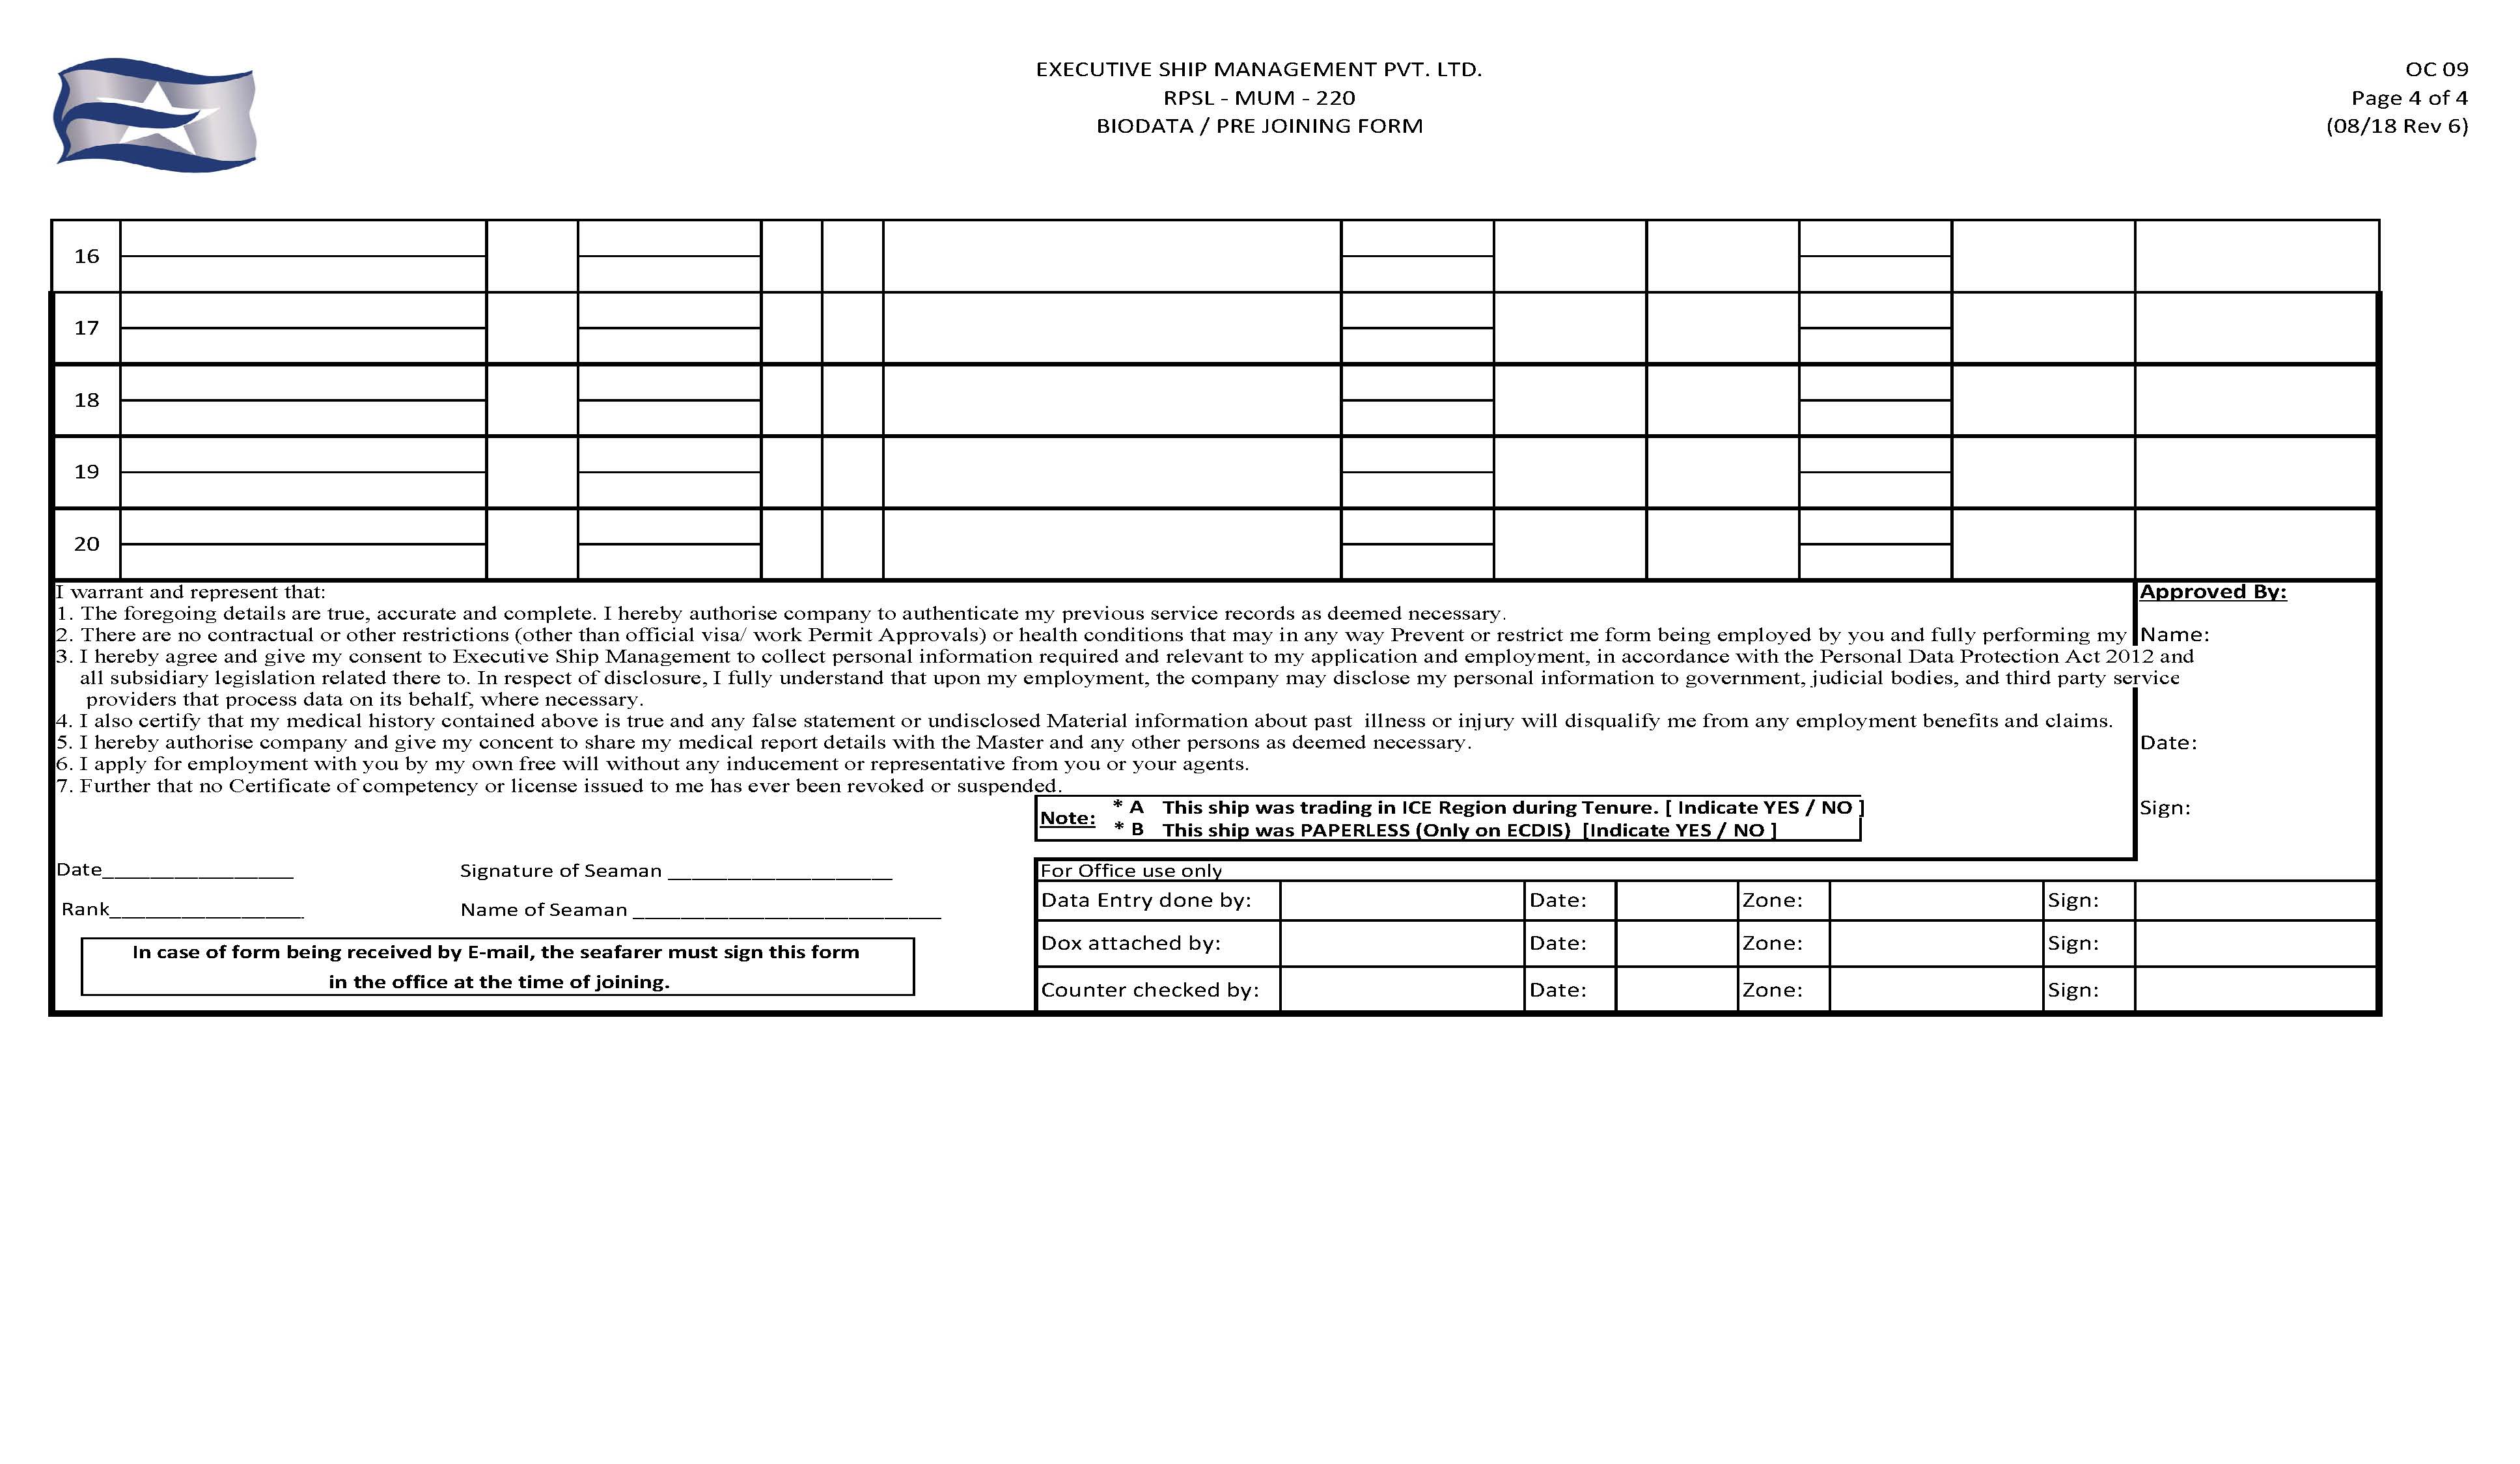 EXECUTIVE SHIP MANAGEMENT PVT. LTD.
RPSL - MUM - 220
BIODATA / PRE JOINING FORM
OC 09
Page 4 of 4
(08/18 Rev 6)
16
17
18
19
20
I warrant and represent that:
1. The foregoing details are true, accurate and complete. I hereby authorise company to authenticate my previous service records as deemed necessary.
2. There are no contractual or other restrictions (other than official visa/ work Permit Approvals) or health conditions that may in any way Prevent or restrict me form being employed by you and fully performing my
3. I hereby agree and give my consent to Executive Ship Management to collect personal information required and relevant to my application and employment, in accordance with the Personal Data Protection Act 2012 and
all subsidiary legislation related there to. In respect of disclosure, I fully understand that upon my employment, the company may disclose my personal information to government, judicial bodies, and third party service
providers that process data on its behalf, where necessary.
4. I also certify that my medical history contained above is true and any false statement or undisclosed Material information about past illness or injury will disqualify me from any employment benefits and claims.
5. I hereby authorise company and give my concent to share my medical report details with the Master and any other persons as deemed necessary.
6. I apply for employment with you by my own free will without any inducement or representative from you or your agents.
7. Further that no Certificate of competency or license issued to me has ever been revoked or suspended.
Approved By:
Name:
Date:
Sign:
Note:
* A This ship was trading in ICE Region during Tenure. [ Indicate YES / NO ]
* B This ship was PAPERLESS (Only on ECDIS) [Indicate YES / NO ]
Date________________ Signature of Seaman ___________________
Rank________________ Name of Seaman __________________________
In case of form being received by E-mail, the seafarer must sign this form
in the office at the time of joining.
For Office use only
Data Entry done by: Date: Zone: Sign:
Dox attached by: Date: Zone: Sign:
Counter checked by: Date: Zone: Sign: